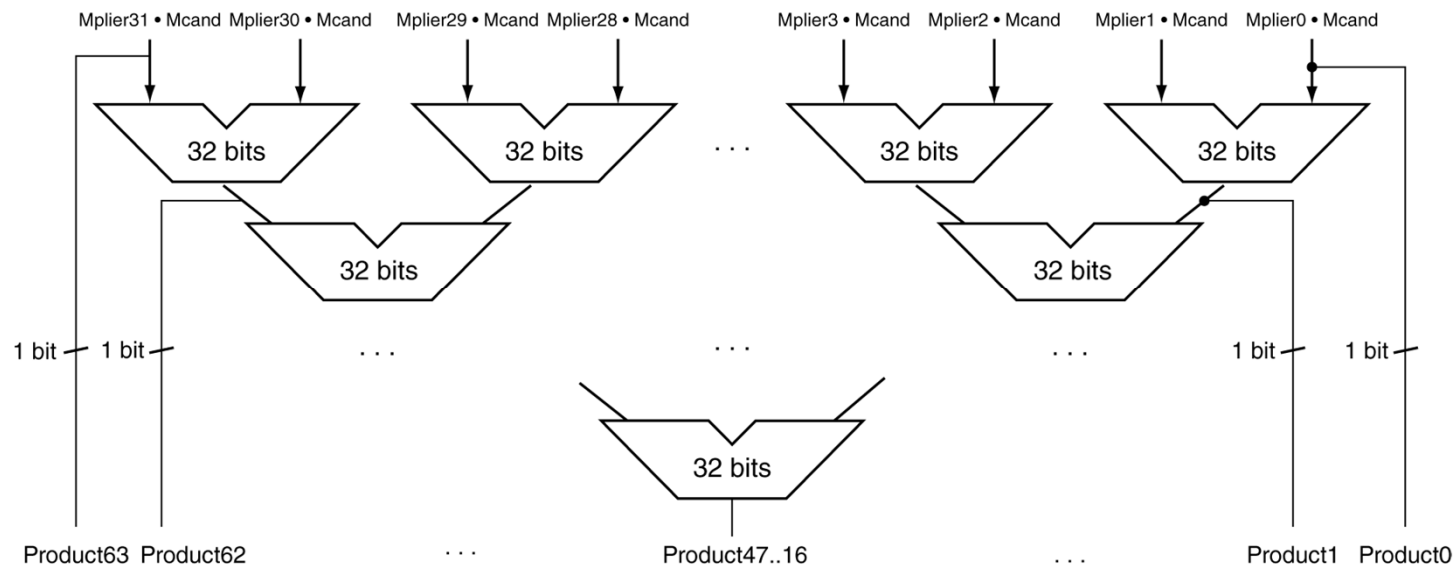 Mplier31 • Mcand Mplier30 • Mcand Mplier29 • Mcand Mplier28 • Mcand Mplier3 • Mcand Mplier2 • Mcand Mplier1 • Mcand Mplier0 • Mcand
32 bits 32 bits . . . 32 bits 32 bits
32 bits 32 bits
1 bit 1 bit . . . . . . . . . 1 bit 1 bit
32 bits
Product63 Product62 . . . Product47..16 . . . Product1 Product0